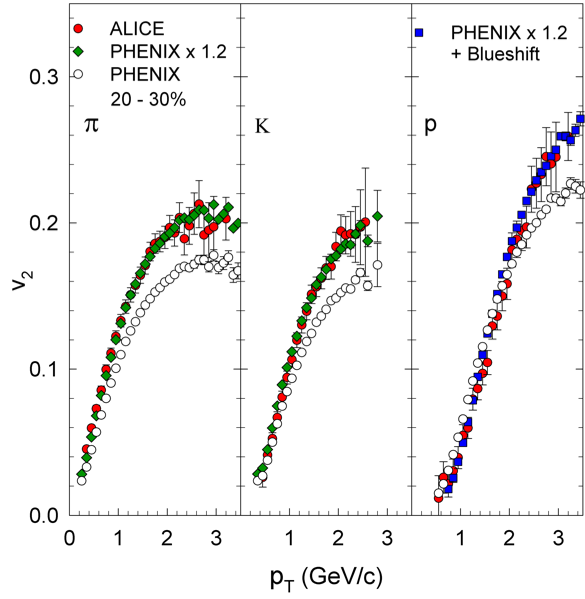 0.3
0.2
0.1
0.0
v2
ALICE
PHENIX x 1.2
PHENIX
20 - 30%
π
κ
PHENIX x 1.2
+ Blueshift
p
0 1 2 3 1 2 3 1 2 3
pT (GeV/c)